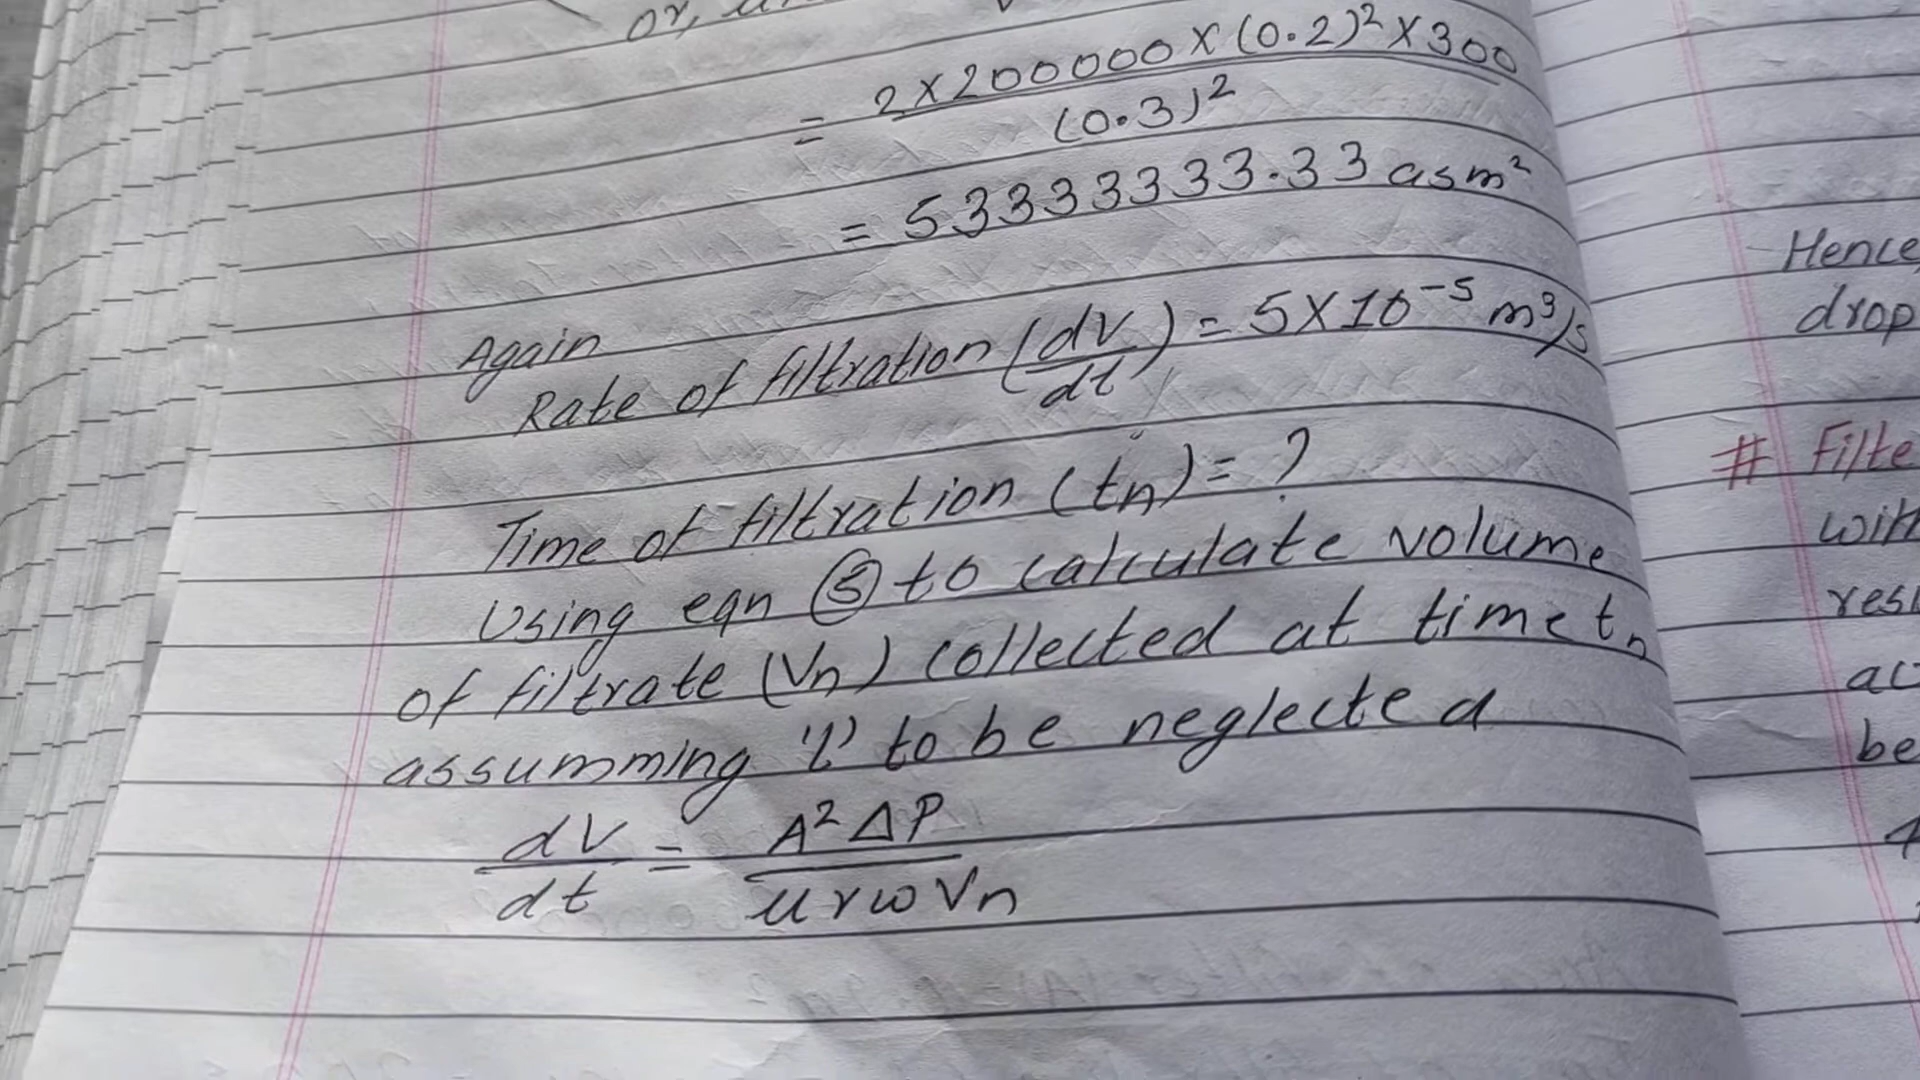 or,
2×200000×(0.2)²×300
= (0.3)²
= 53333333.33 asm²
Again
Rate of filtration (dV/dt) = 5×10⁻⁵ m³/s
Time of filtration (tn) = ?
Using eqn ⑤ to calculate volume
of filtrate (Vn) collected at time tn
assumming 'L' to be neglected
dV/dt = A²ΔP/μrωVn
Hence,
drop
# Filte
with
be